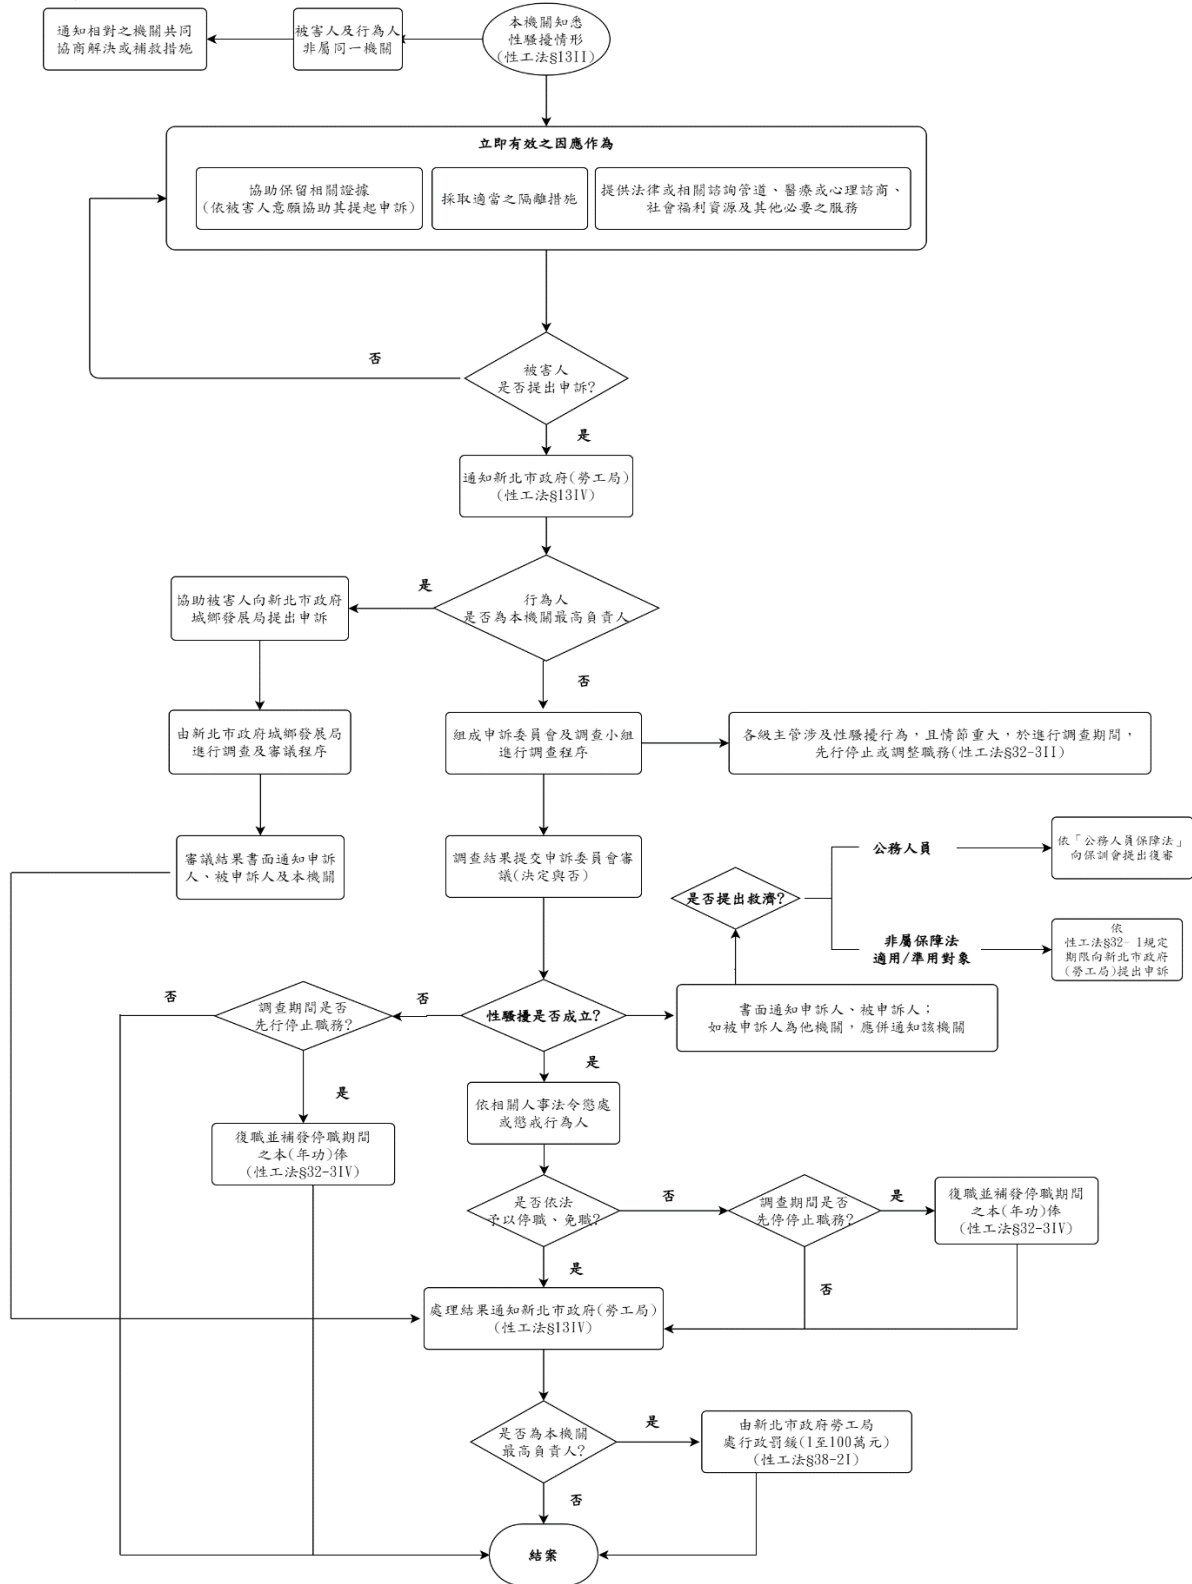 通知相對之機關共同
協商解決或補救措施
被害人及行為人
非屬同一機關
本機關知悉
性騷擾情形
(性工法§13II)
立即有效之因應作為
協助保留相關證據
(依被害人意願協助其提起申訴)
採取適當之隔離措施
提供法律或相關諮詢管道、醫療或心理諮商、
社會福利資源及其他必要之服務
否
被害人
是否提出申訴?
是
通知新北市政府(勞工局)
(性工法§13IV)
是
協助被害人向新北市政府
城鄉發展局提出申訴
行為人
是否為本機關最高負責人
否
由新北市政府城鄉發展局
進行調查及審議程序
組成申訴委員會及調查小組
進行調查程序
各級主管涉及性騷擾行為，且情節重大，於進行調查期間，
先行停止或調整職務(性工法§32-3II)
審議結果書面通知申訴
人、被申訴人及本機關
調查結果提交申訴委員會審
議(決定與否)
是否提出救濟?
公務人員
依「公務人員保障法」
向保訓會提出復審
非屬保障法
適用/準用對象
依
性工法§32- 1規定
期限向新北市政府
(勞工局)提出申訴
否
調查期間是否
先行停止職務?
否
性騷擾是否成立?
書面通知申訴人、被申訴人；
如被申訴人為他機關，應併通知該機關
是
是
依相關人事法令懲處
或懲戒行為人
復職並補發停職期間
之本(年功)俸
(性工法§32-3IV)
是否依法
予以停職、免職?
否
調查期間是否
先停停止職務?
是
復職並補發停職期間
之本(年功)俸
(性工法§32-3IV)
是
否
處理結果通知新北市政府(勞工局)
(性工法§13IV)
是否為本機關
最高負責人?
是
由新北市政府勞工局
處行政罰鍰(1至100萬元)
(性工法§38-2I)
否
結案